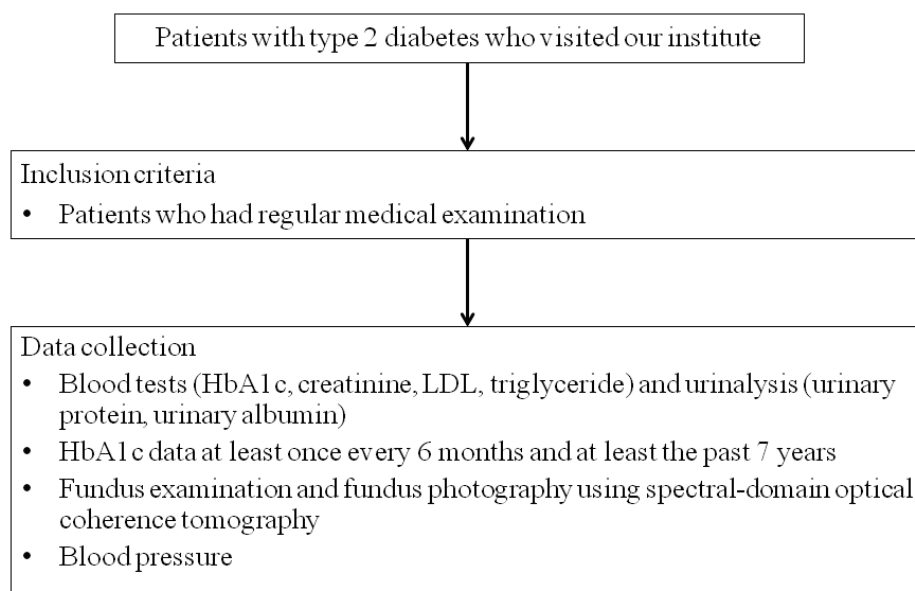 Patients with type 2 diabetes who visited our institute
Inclusion criteria
• Patients who had regular medical examination
Data collection
• Blood tests (HbA1c, creatinine, LDL, triglyceride) and urinalysis (urinary
protein, urinary albumin)
• HbA1c data at least once every 6 months and at least the past 7 years
• Fundus examination and fundus photography using spectral-domain optical
coherence tomography
• Blood pressure